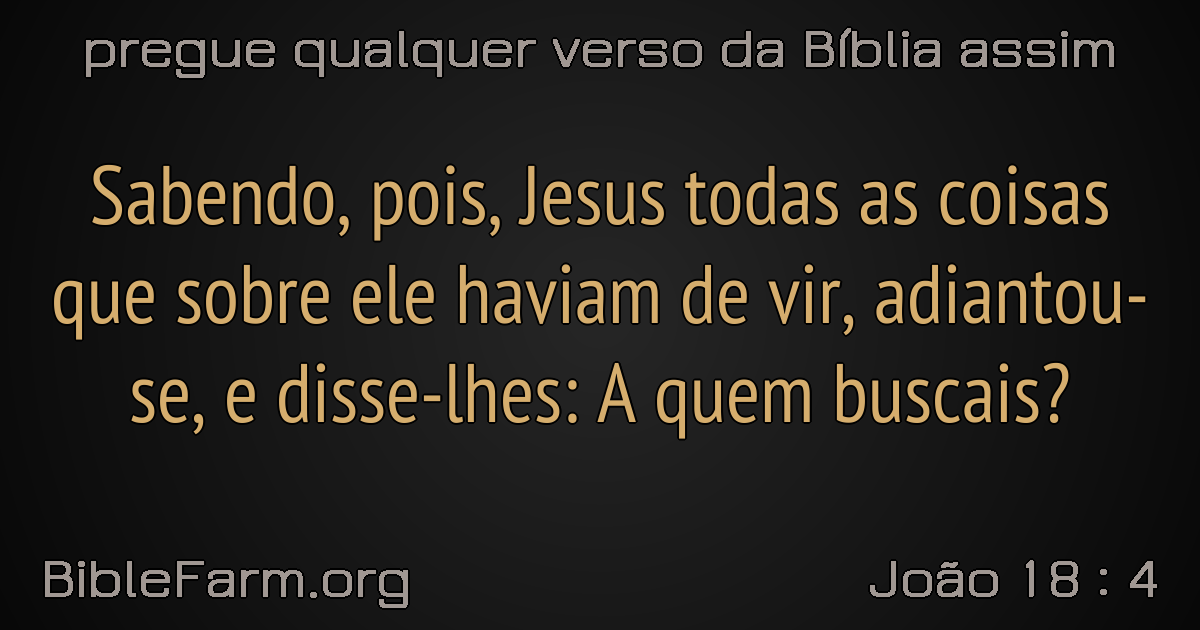 pregue qualquer verso da Bíblia assim
Sabendo, pois, Jesus todas as coisas
que sobre ele haviam de vir, adiantou-
se, e disse-lhes: A quem buscais?
BibleFarm.org
João 18 : 4